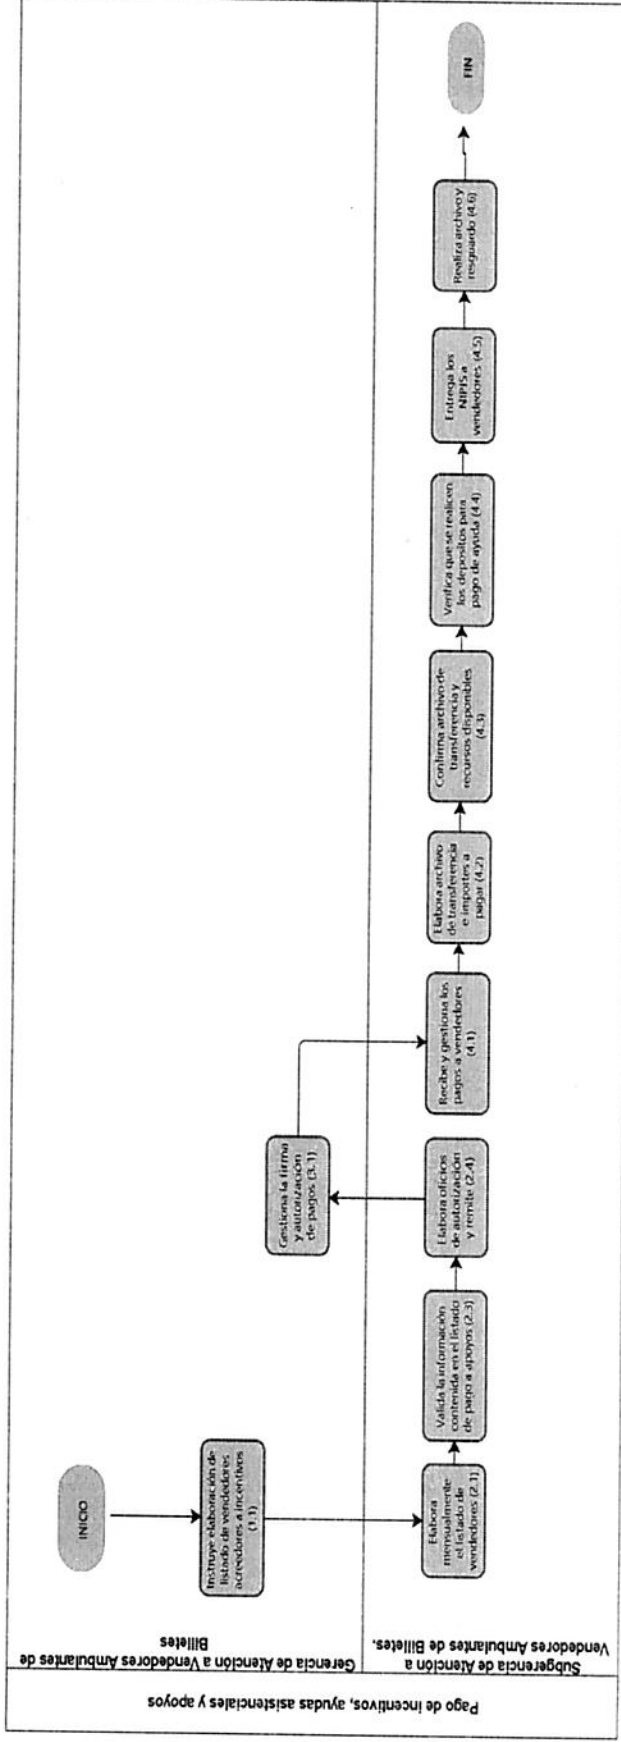 Pago de incentivos, ayudas asistenciales y apoyos
Gerencia de Atención a Vendedores Ambulantes de
Billetes
INICIO
Instruye elaboración de
listado de vendedores
acreedores a incentivos
(1.1)
Gestiona la firma
y autorización
de pagos (3.1)
Subgerencia de Atención a
Vendedores Ambulantes de Billetes.
Elabora
mensualmente
el listado de
vendedores (2.1)
Valida la información
contenida en el listado
de pago a apoyos (2.3)
Elabora oficios
de autorización
y remite (2.4)
Recibe y gestiona los
pagos a vendedores
(4.1)
Elabora archivo
de transferencia
e importes a
pagar (4.2)
Confirma archivo de
transferencia y
recursos disponibles
(4.3)
Verifica que se realicen
los depositos para
pago de ayuda (4.4)
Entrega los
NIPIS a
vendedores (4.5)
Realiza archivo y
resguardo (4.6)
FIN